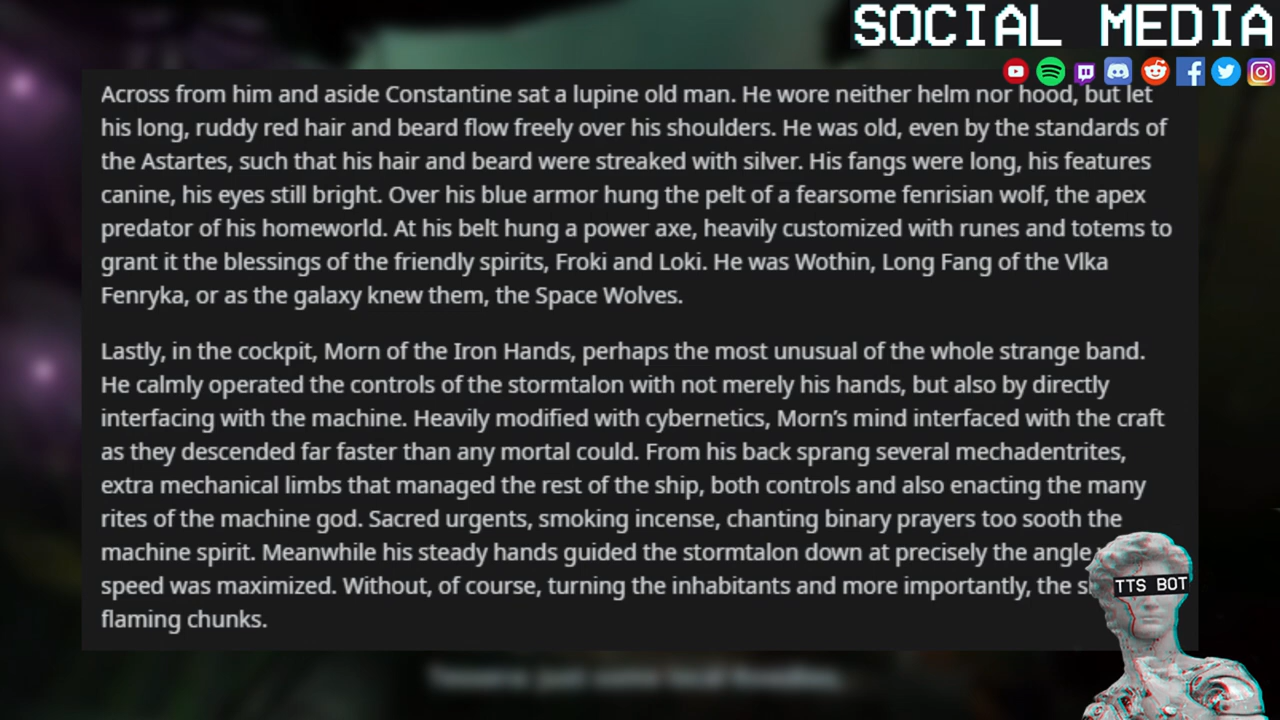 SOCIAL MEDIA
Across from him and aside Constantine sat a lupine old man. He wore neither helm nor hood, but let
his long, ruddy red hair and beard flow freely over his shoulders. He was old, even by the standards of
the Astartes, such that his hair and beard were streaked with silver. His fangs were long, his features
canine, his eyes still bright. Over his blue armor hung the pelt of a fearsome fenrisian wolf, the apex
predator of his homeworld. At his belt hung a power axe, heavily customized with runes and totems to
grant it the blessings of the friendly spirits, Froki and Loki. He was Wothin, Long Fang of the Vlka
Fenryka, or as the galaxy knew them, the Space Wolves.
Lastly, in the cockpit, Morn of the Iron Hands, perhaps the most unusual of the whole strange band.
He calmly operated the controls of the stormtalon with not merely his hands, but also by directly
interfacing with the machine. Heavily modified with cybernetics, Morn's mind interfaced with the craft
as they descended far faster than any mortal could. From his back sprang several mechadentrites,
extra mechanical limbs that managed the rest of the ship, both controls and also enacting the many
rites of the machine god. Sacred urgents, smoking incense, chanting binary prayers too sooth the
machine spirit. Meanwhile his steady hands guided the stormtalon down at precisely the angle
speed was maximized. Without, of course, turning the inhabitants and more importantly, the
flaming chunks.
TTS BOT